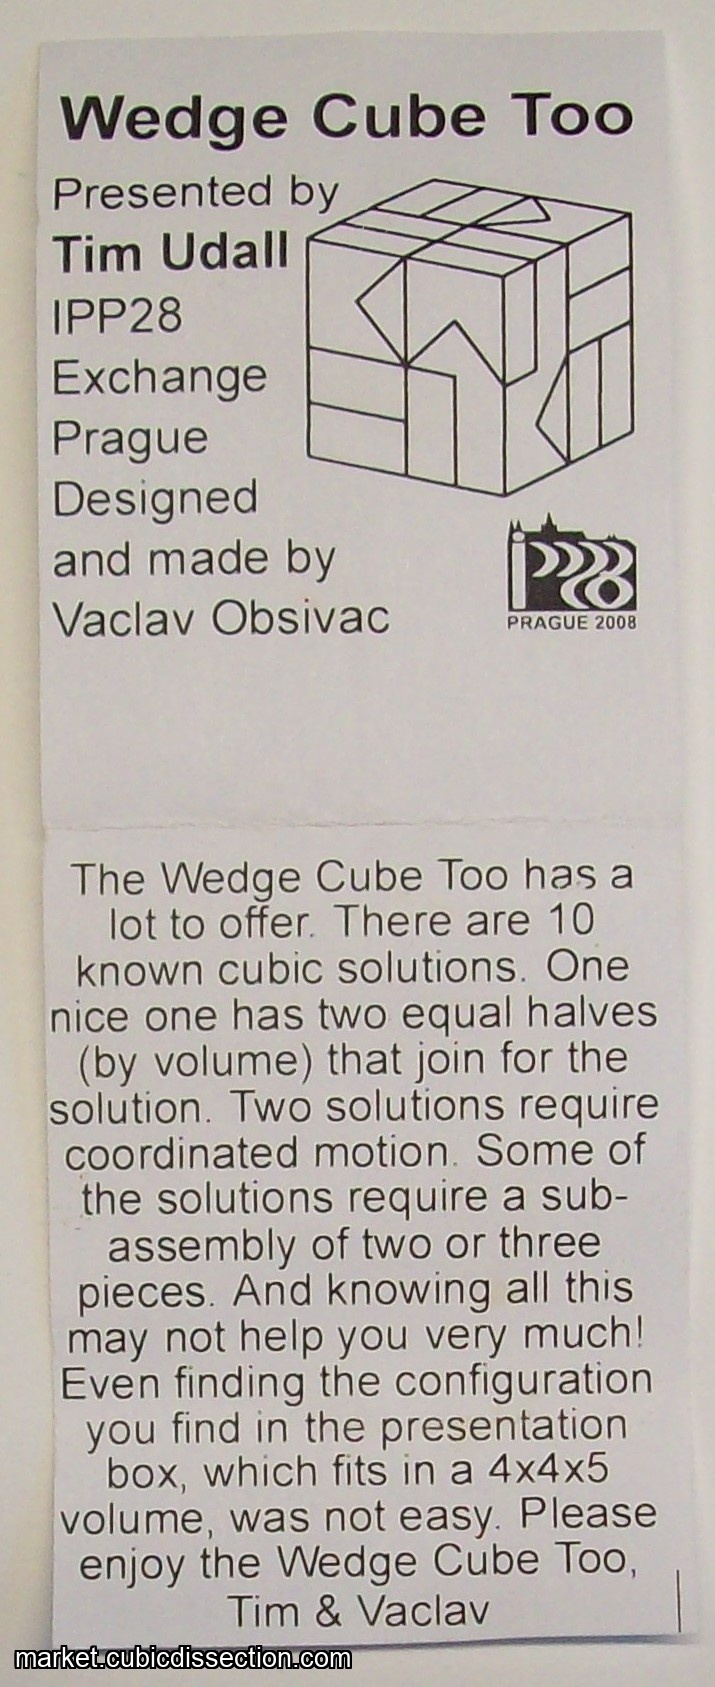 Wedge Cube Too
Presented by
Tim Udall
IPP28
Exchange
Prague
Designed
and made by
Vaclav Obsivac
PRAGUE 2008
The Wedge Cube Too has a
lot to offer. There are 10
known cubic solutions. One
nice one has two equal halves
(by volume) that join for the
solution. Two solutions require
coordinated motion. Some of
the solutions require a sub-
assembly of two or three
pieces. And knowing all this
may not help you very much!
Even finding the configuration
you find in the presentation
box, which fits in a 4x4x5
volume, was not easy. Please
enjoy the Wedge Cube Too,
Tim & Vaclav
market.cubicdissection.com